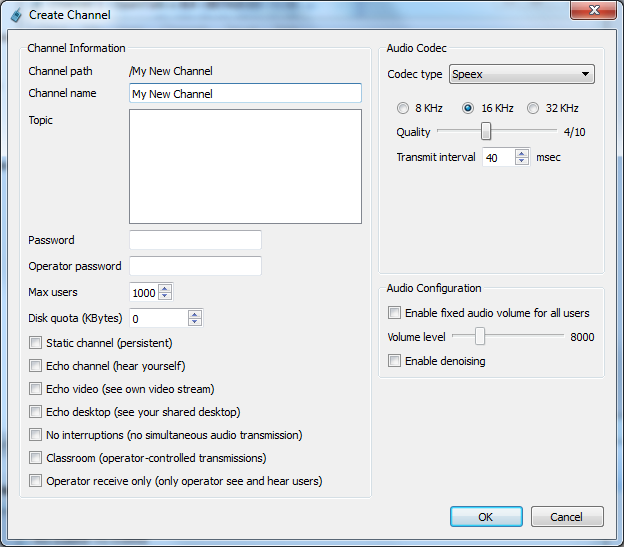 Create Channel
Channel Information
Channel path /My New Channel
Channel name My New Channel
Topic
Password
Operator password
Max users 1000
Disk quota (KBytes) 0
Static channel (persistent)
Echo channel (hear yourself)
Echo video (see own video stream)
Echo desktop (see your shared desktop)
No interruptions (no simultaneous audio transmission)
Classroom (operator-controlled transmissions)
Operator receive only (only operator see and hear users)
Audio Codec
Codec type Speex
8 KHz 16 KHz 32 KHz
Quality 4/10
Transmit interval 40 msec
Audio Configuration
Enable fixed audio volume for all users
Volume level 8000
Enable denoising
OK Cancel